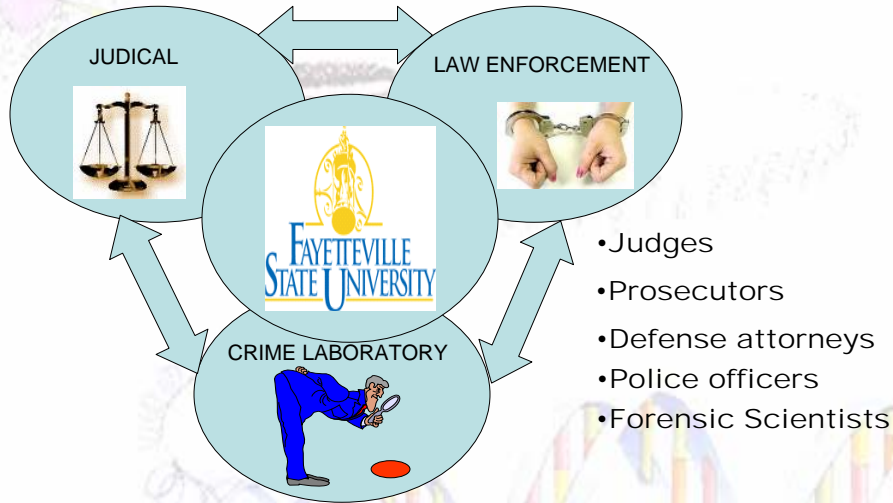 JUDICAL
LAW ENFORCEMENT
FAYETTEVILLE
STATE UNIVERSITY
CRIME LABORATORY
•Judges
•Prosecutors
•Defense attorneys
•Police officers
•Forensic Scientists